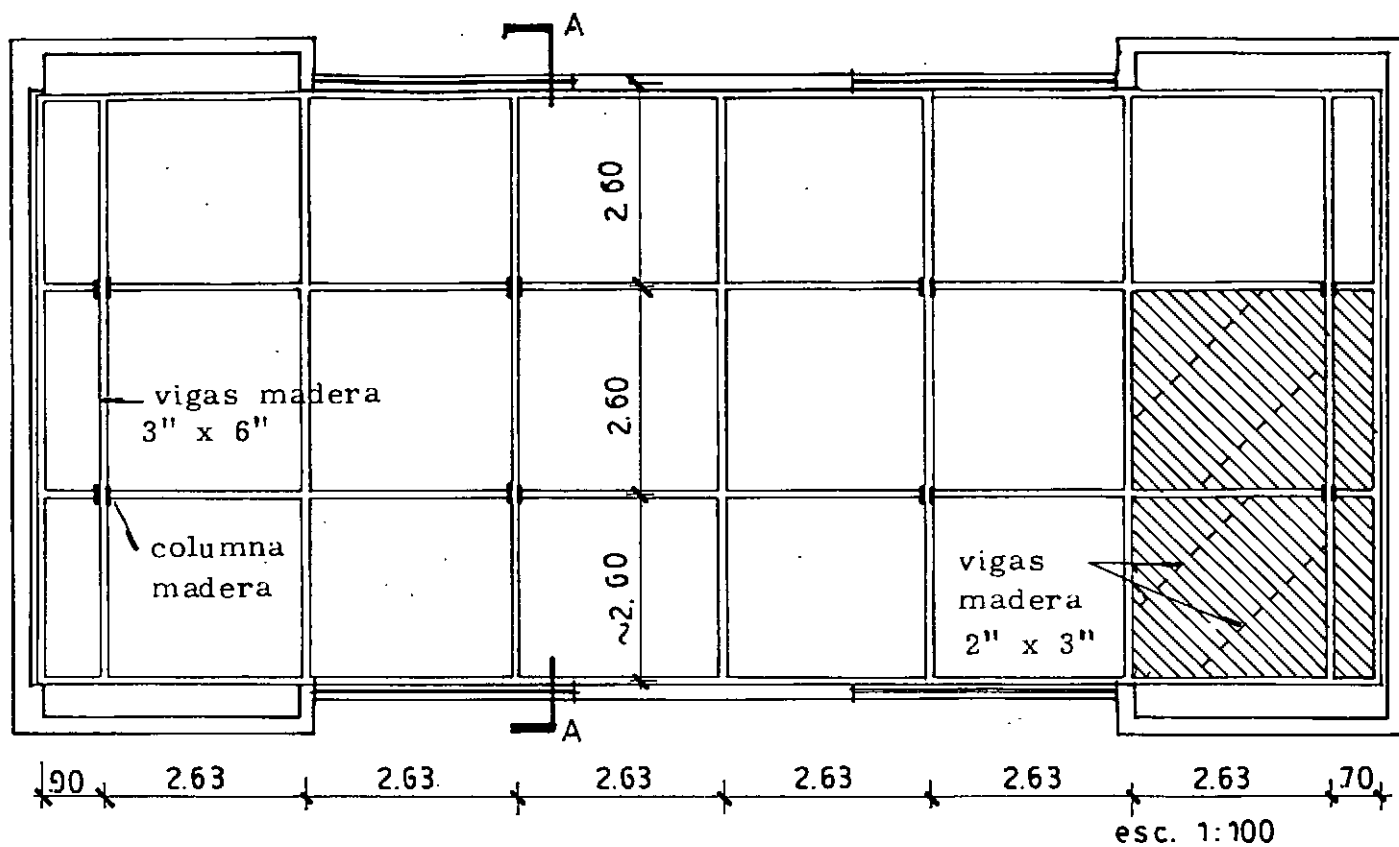 A
2.60
2.60
vigas madera
3" x 6"
columna
madera
~2.60
vigas
madera
2" x 3"
A
.90 2.63 2.63 2.63 2.63 2.63 2.63 .70
esc. 1:100